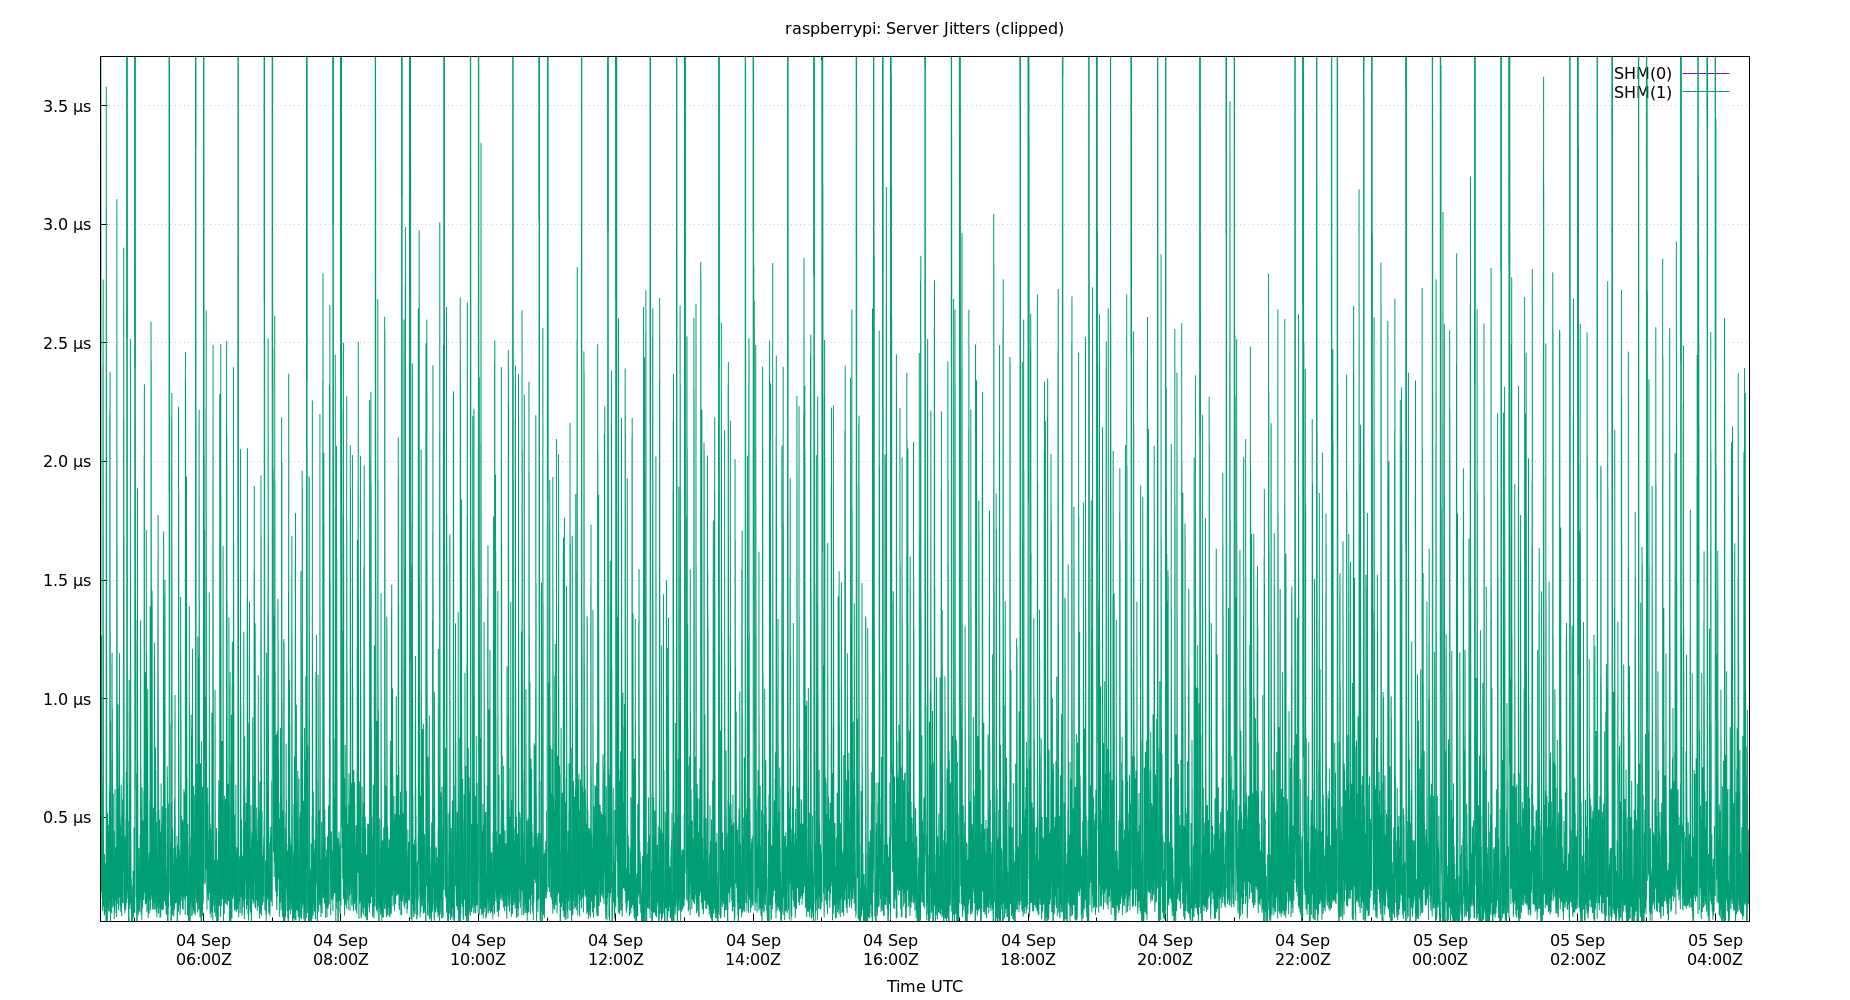 raspberrypi: Server Jitters (clipped)
SHM(0)
SHM(1)
3.5 µs
3.0 µs
2.5 µs
2.0 µs
1.5 µs
1.0 µs
0.5 µs
04 Sep 04 Sep 04 Sep 04 Sep 04 Sep 04 Sep 04 Sep 04 Sep 04 Sep 05 Sep 05 Sep 05 Sep
06:00Z 08:00Z 10:00Z 12:00Z 14:00Z 16:00Z 18:00Z 20:00Z 22:00Z 00:00Z 02:00Z 04:00Z
Time UTC